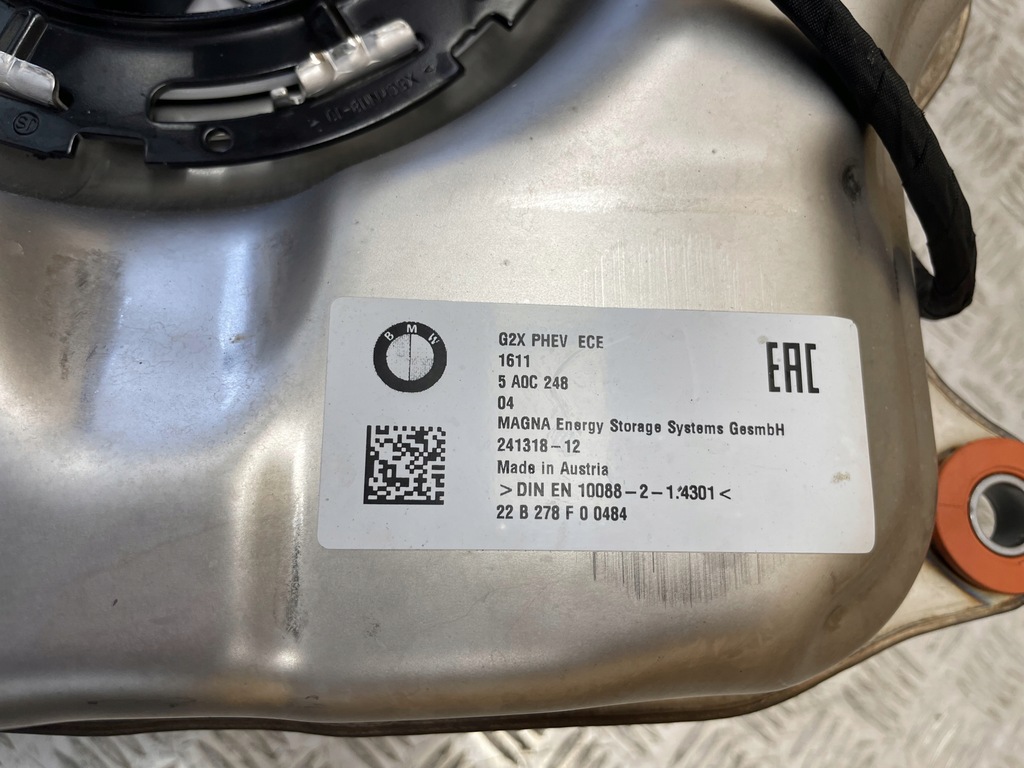 BMW
G2X PHEV ECE
1611
5 A0C 248
04
MAGNA Energy Storage Systems GesmbH
241318-12
Made in Austria
>DIN EN 10088-2-1.4301<
22 B 278 F 0 0484
EAC